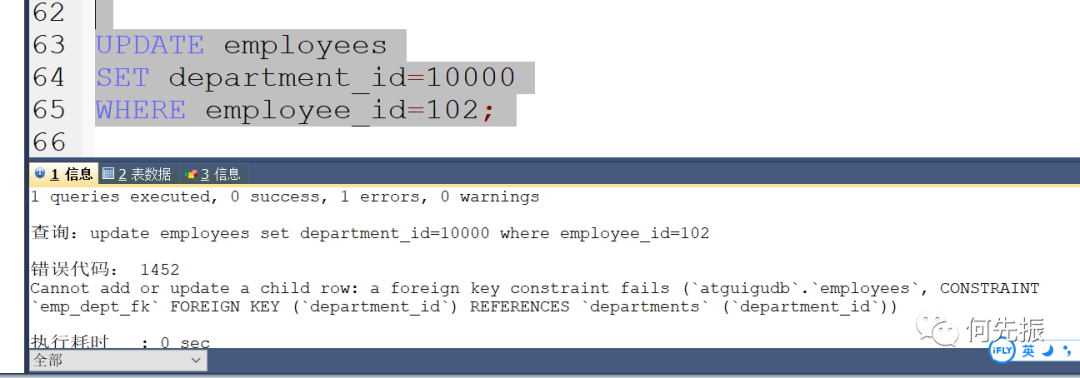 62
63 UPDATE employees
64 SET department_id=10000
65 WHERE employee_id=102;
66
1 信息 2 表数据 3 信息
1 queries executed, 0 success, 1 errors, 0 warnings
查询: update employees set department_id=10000 where employee_id=102
错误代码: 1452
Cannot add or update a child row: a foreign key constraint fails (`atguigudb`.`employees`, CONSTRAINT
`emp_dept_fk` FOREIGN KEY (`department_id`) REFERENCES `departments` (`department_id`))
执行耗时 : 0 sec
全部
何先振
iFLY 英